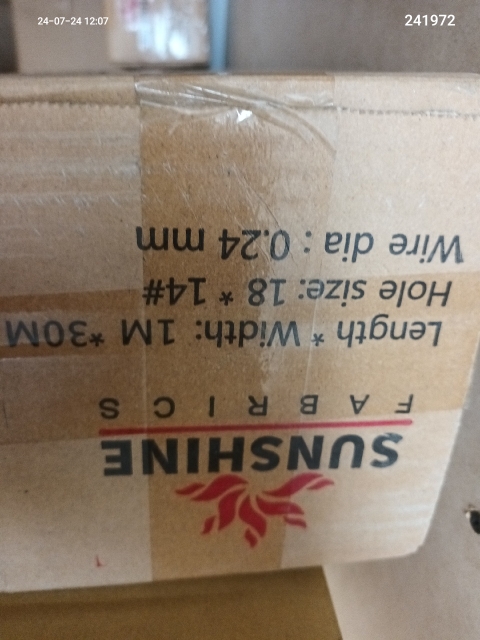 24-07-24 12:07
241972
SUNSHINE
FABRICS
Length * Width: 1M *30M
Hole size: 18 * 14#
Wire dia : 0.24 mm